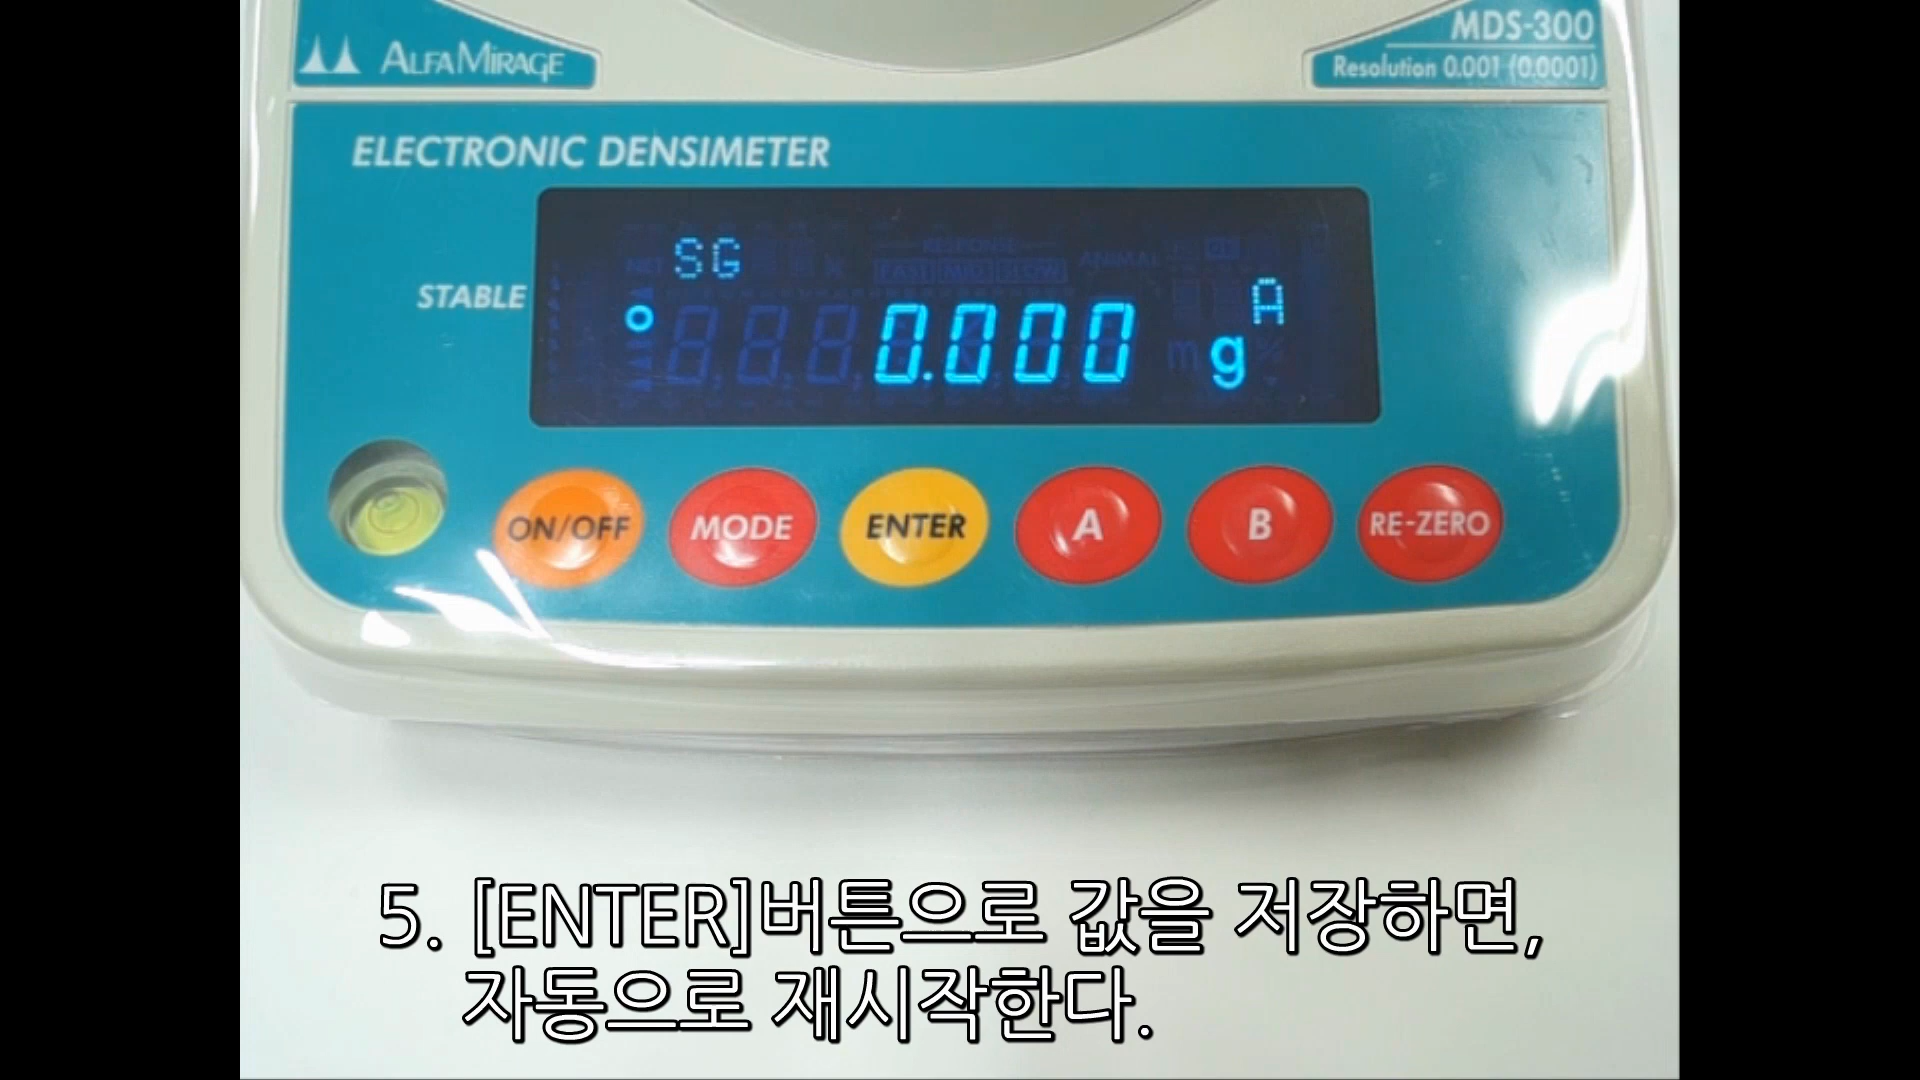 ALFAMIRAGE
MDS-300
Resolution 0.001 (0.0001)
ELECTRONIC DENSIMETER
SG
STABLE
0.000 g
A
ON/OFF
MODE
ENTER
A
B
RE-ZERO
5. [ENTER]버튼으로 값을 저장하면,
자동으로 재시작한다.